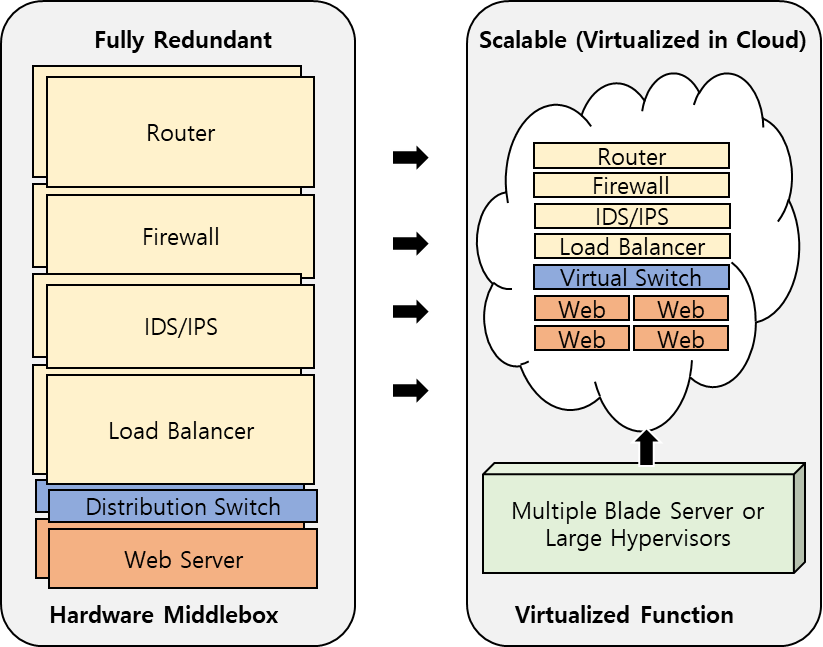 Fully Redundant
Router
Firewall
IDS/IPS
Load Balancer
Distribution Switch
Web Server
Hardware Middlebox
Scalable (Virtualized in Cloud)
Router
Firewall
IDS/IPS
Load Balancer
Virtual Switch
Web Web
Web Web
Multiple Blade Server or
Large Hypervisors
Virtualized Function